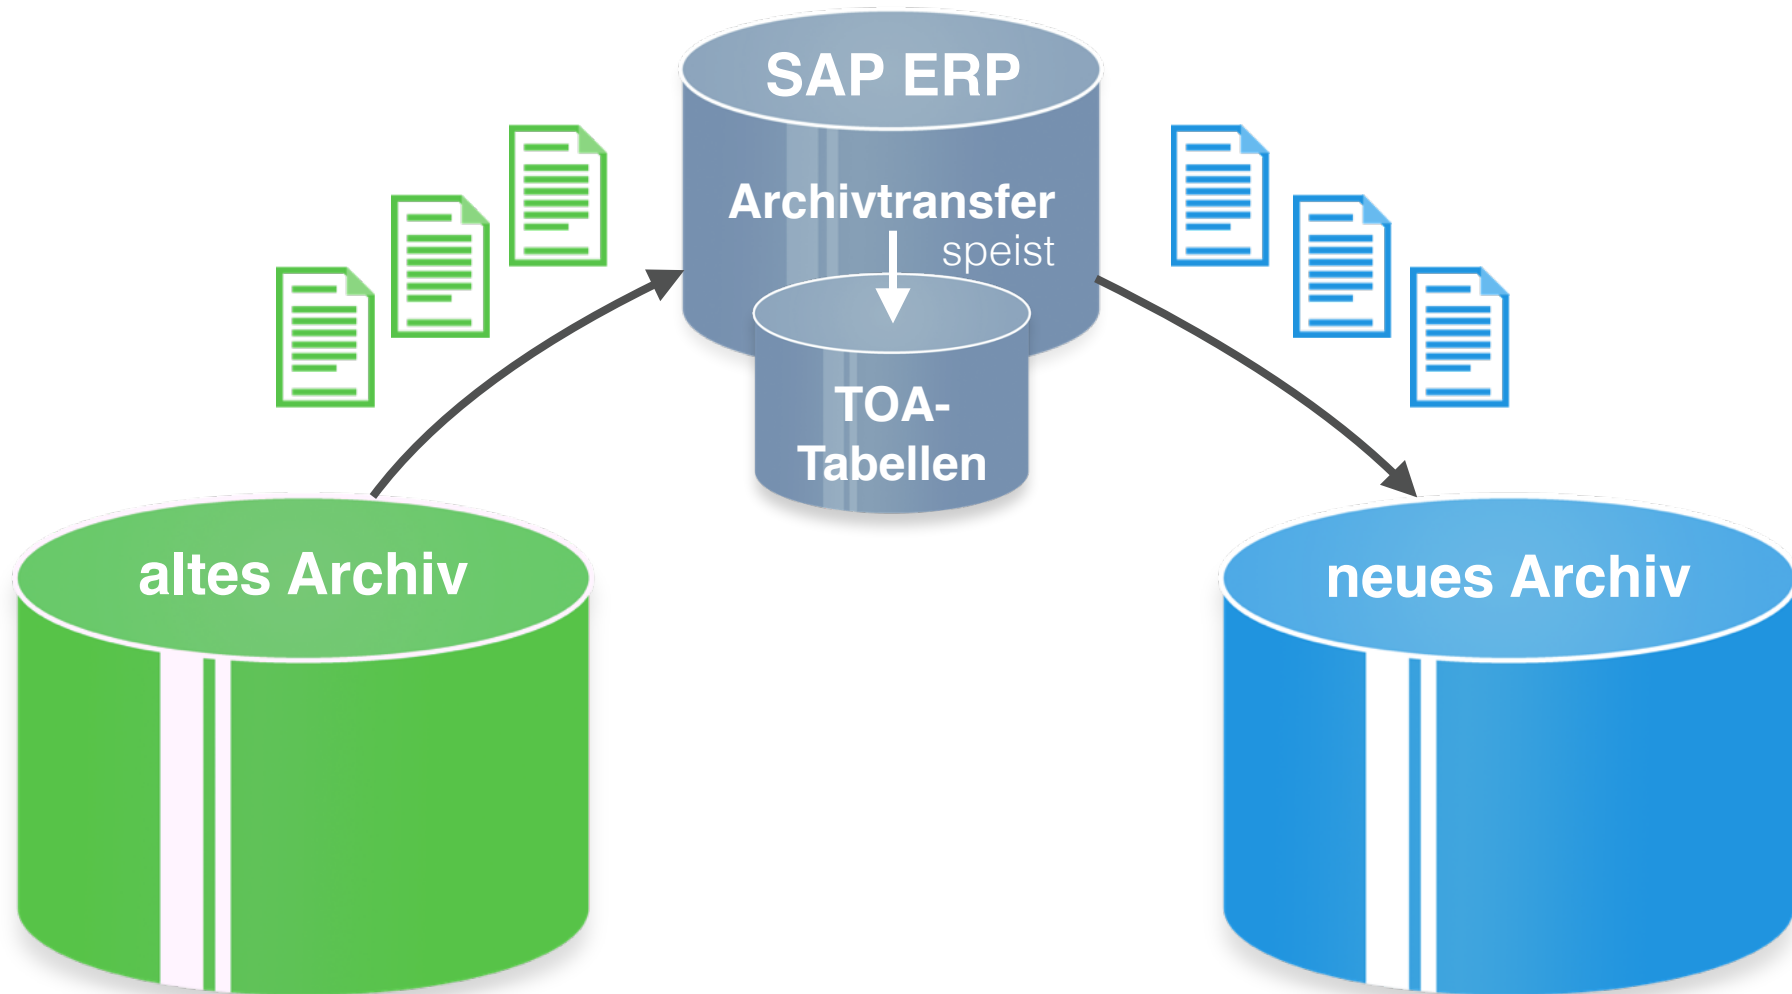 SAP ERP
Archivtransfer
speist
TOA-
Tabellen
altes Archiv
neues Archiv